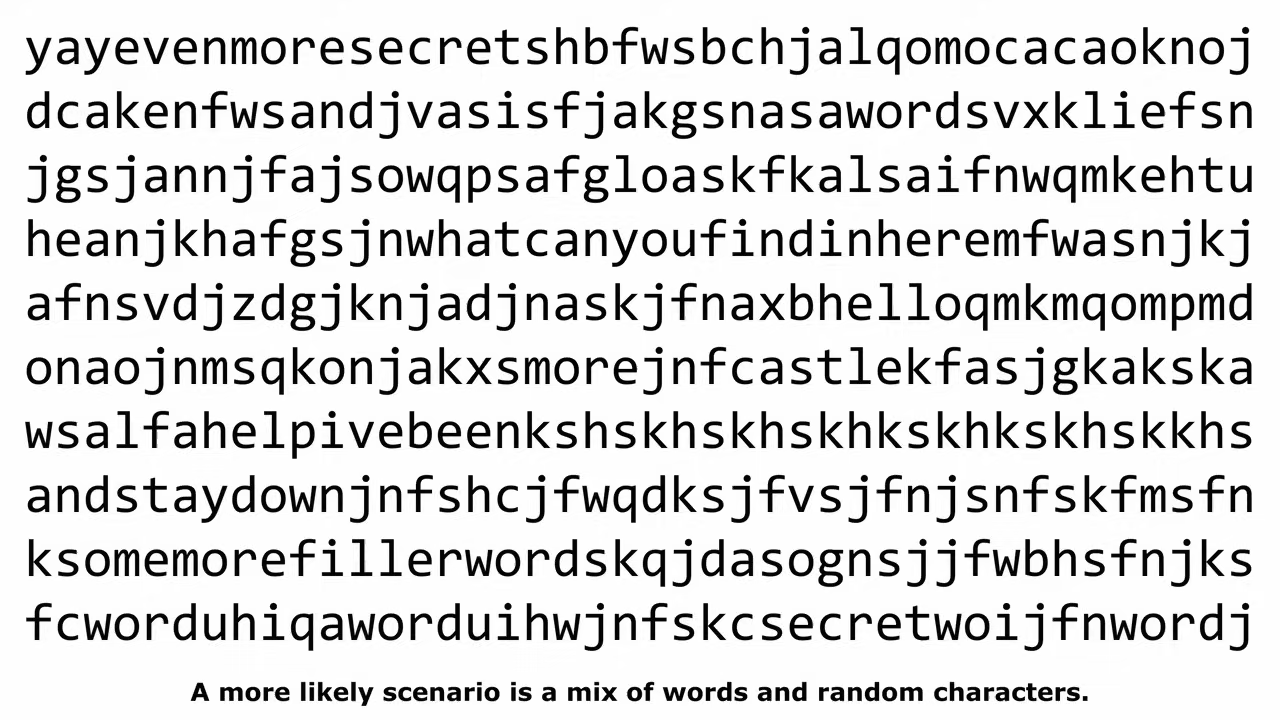 yayevenmoresecretshbfwsbchjalqomocacaoknoj
dcakenfwsandjvasisfjakgsnasawordsvxkliefsn
jgsjannjfajsowqpsafgloaskfkalsaifnwqmkehtu
heanjkhafgsjnwhatcanyoufindinheremfwasnjkj
afnsvdjzdgjknjadjnaskjfnaxbhelloqmkmqompmd
onaojnmsqkonjakxsmorejnfcastlekfasjgkakska
wsalfahelpivebeenkshskhskhskhkskhkskhskkhs
andstaydownjnfshcjfwqdksjfvsjfnjsnfskfmsfn
ksomemorefillerwordskqjdasognsjjfwbhsfnjks
fcworduhiqaworduihwjnfskcsecretwoijfnwordj
A more likely scenario is a mix of words and random characters.